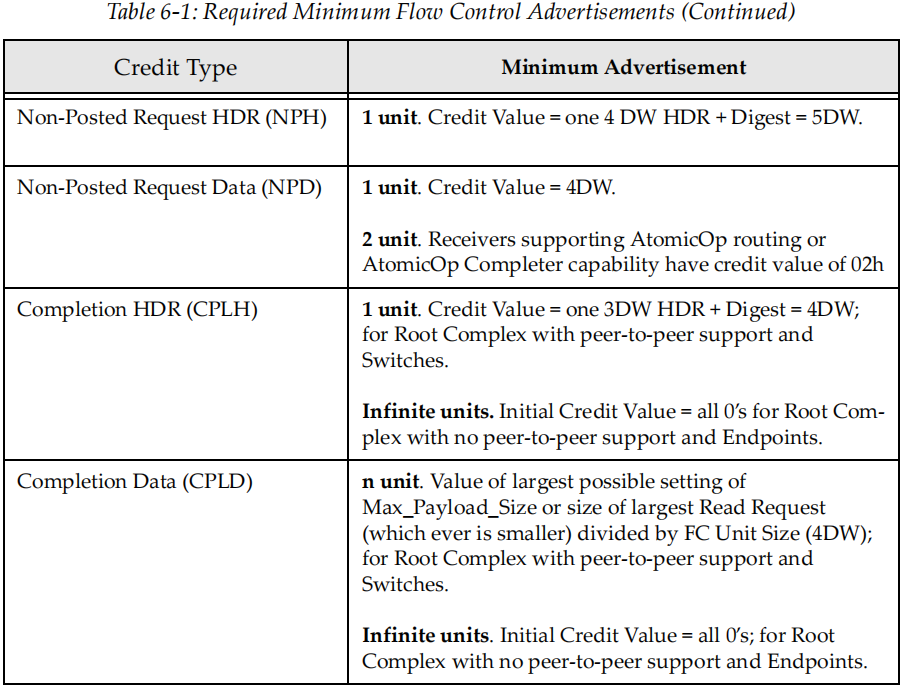 Table 6-1: Required Minimum Flow Control Advertisements (Continued)
Credit Type
Minimum Advertisement
Non-Posted Request HDR (NPH)
1 unit. Credit Value = one 4 DW HDR + Digest = 5DW.
Non-Posted Request Data (NPD)
1 unit. Credit Value = 4DW.
2 unit. Receivers supporting AtomicOp routing or
AtomicOp Completer capability have credit value of 02h
Completion HDR (CPLH)
1 unit. Credit Value = one 3DW HDR + Digest = 4DW;
for Root Complex with peer-to-peer support and
Switches.
Infinite units. Initial Credit Value = all 0’s for Root Com-
plex with no peer-to-peer support and Endpoints.
Completion Data (CPLD)
n unit. Value of largest possible setting of
Max_Payload_Size or size of largest Read Request
(which ever is smaller) divided by FC Unit Size (4DW);
for Root Complex with peer-to-peer support and
Switches.
Infinite units. Initial Credit Value = all 0’s; for Root
Complex with no peer-to-peer support and Endpoints.